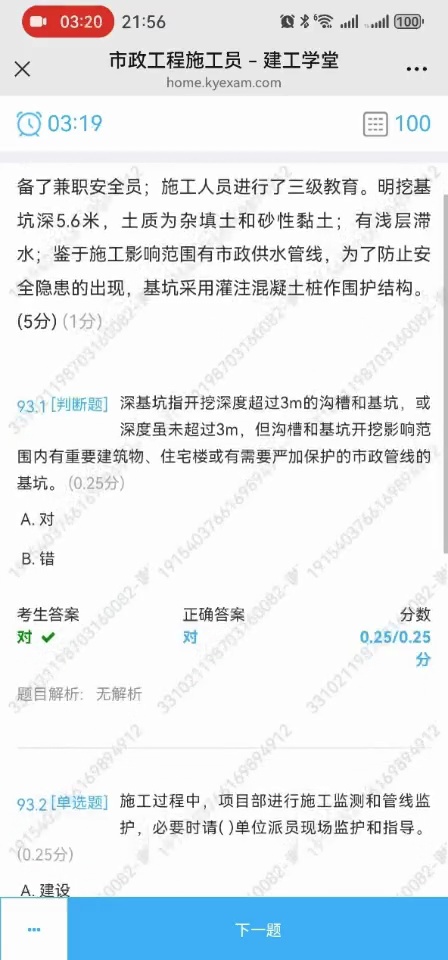 03:20 21:56 6 100
市政工程施工员 – 建工学堂
home.kyexam.com
03:19 100
备了兼职安全员；施工人员进行了三级教育。明挖基
坑深5.6米，土质为杂填土和砂性黏土；有浅层滞
水；鉴于施工影响范围有市政供水管线，为了防止安
全隐患的出现，基坑采用灌注混凝土桩作围护结构。
(5分) (1分)
93.1 [判断题] 深基坑指开挖深度超过3m的沟槽和基坑，或
深度虽未超过3m，但沟槽和基坑开挖影响范
围内有重要建筑物、住宅楼或有需要严加保护的市政管线的
基坑。 (0.25分)
A. 对
B. 错
考生答案 正确答案 分数
对 对 0.25/0.25
分
题目解析： 无解析
93.2 [单选题] 施工过程中，项目部进行施工监测和管线监
护，必要时请( )单位派员现场监护和指导。
(0.25分)
A. 建设
下一题